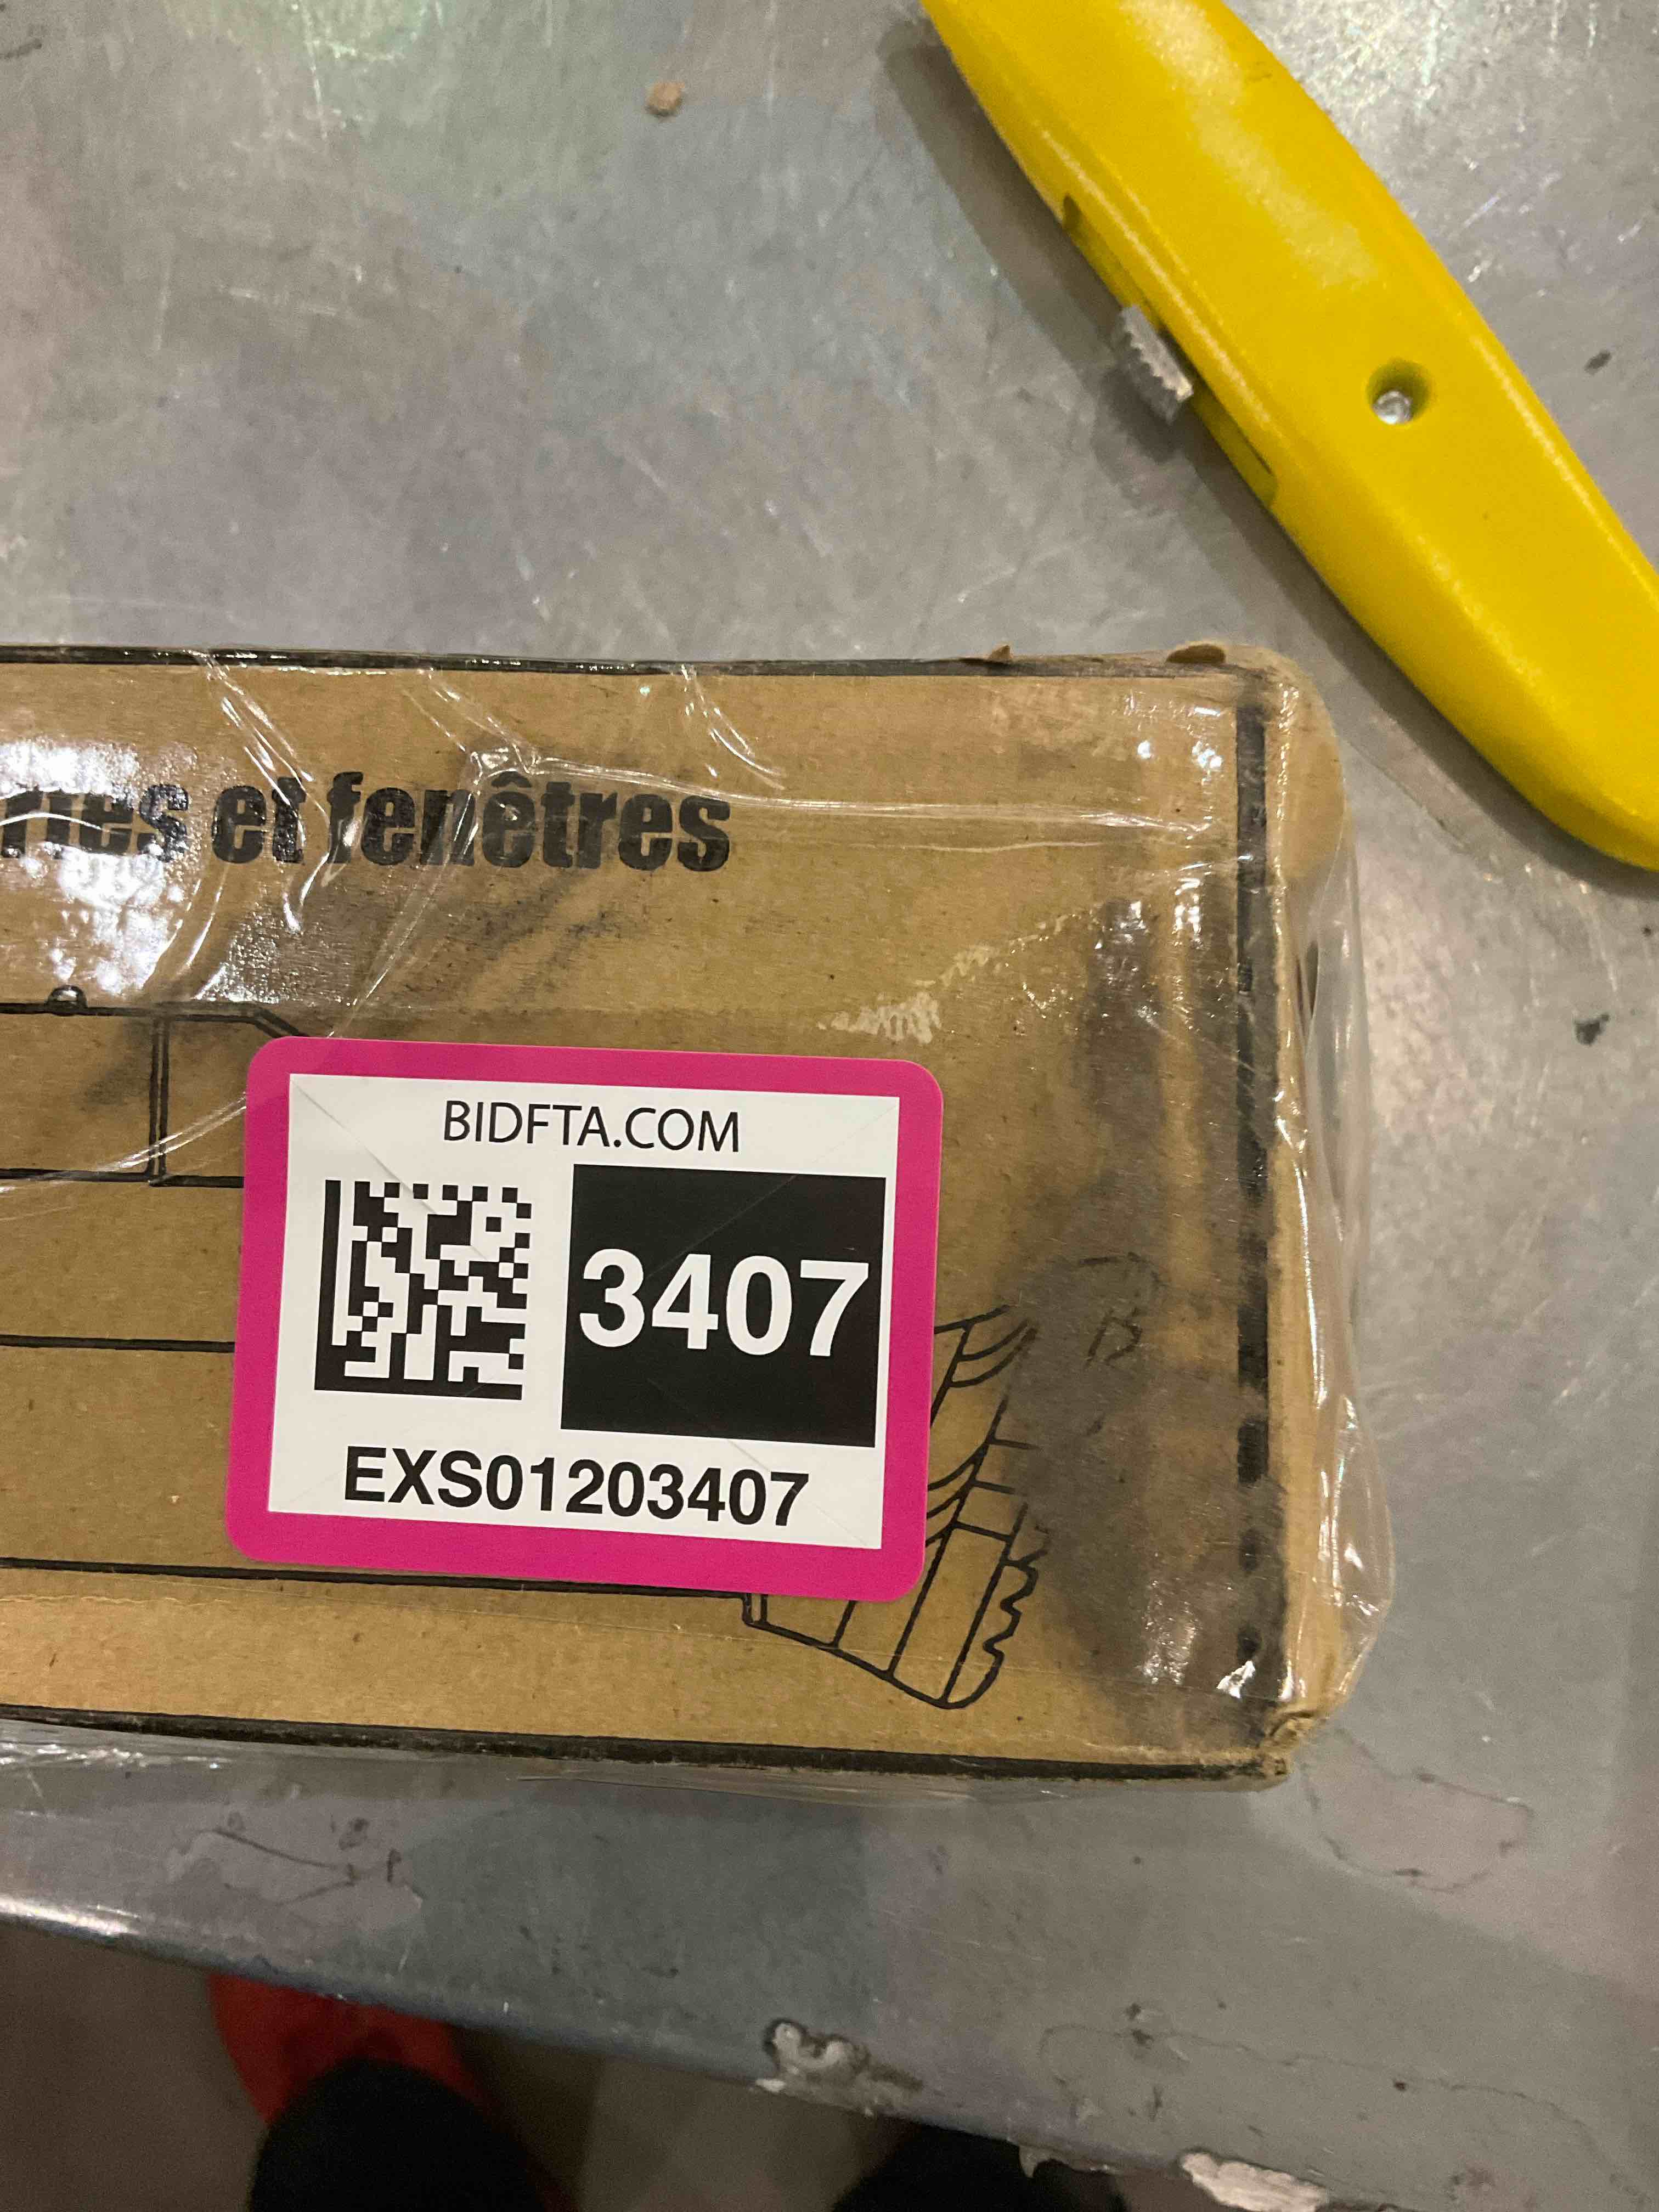 et fenêtres
BIDFTA.COM
3407
EXS01203407
B